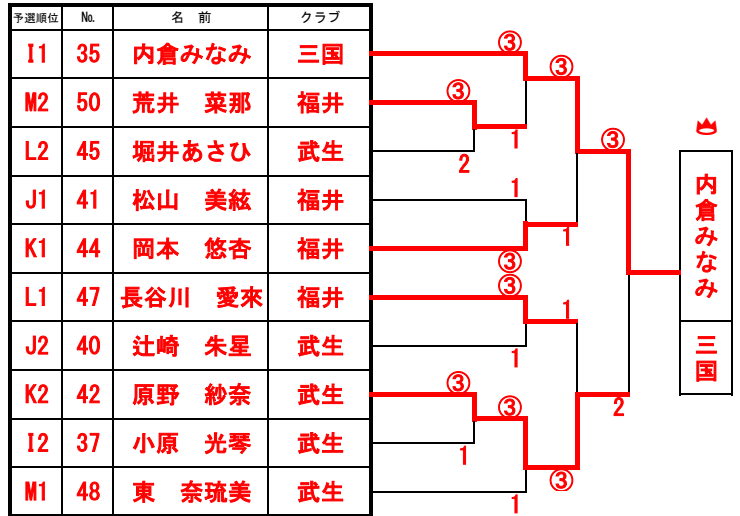 予選順位 № 名　前 クラブ
I1 35 内倉みなみ 三国
M2 50 荒井　菜那 福井
L2 45 堀井あさひ 武生
J1 41 松山　美絃 福井
K1 44 岡本　悠杏 福井
L1 47 長谷川　愛來 福井
J2 40 辻崎　朱星 武生
K2 42 原野　紗奈 武生
I2 37 小原　光琴 武生
M1 48 東　奈琉美 武生
③
③
1
2
③
1
1
③
③
③
1
1
③
③
1
1
③
2
内倉みなみ
三国